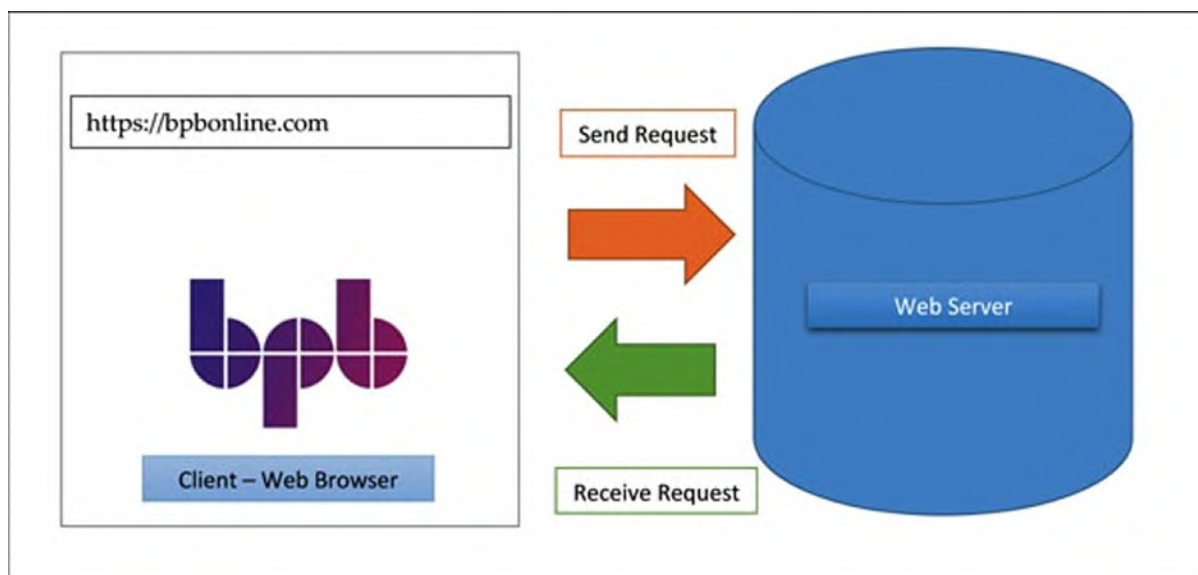 https://bpbonline.com
bpb
Client – Web Browser
Send Request
Receive Request
Web Server